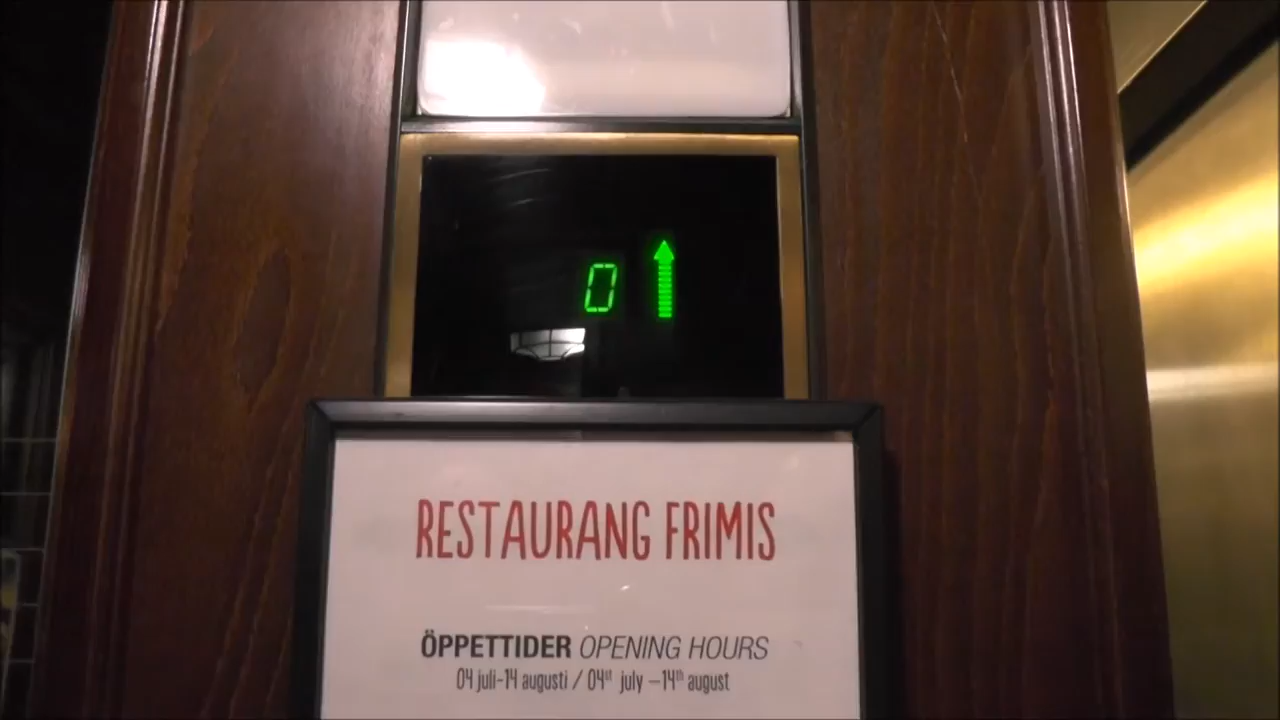 0
RESTAURANG FRIMIS
ÖPPETTIDER OPENING HOURS
04 juli-14 augusti / 04st july –14th august